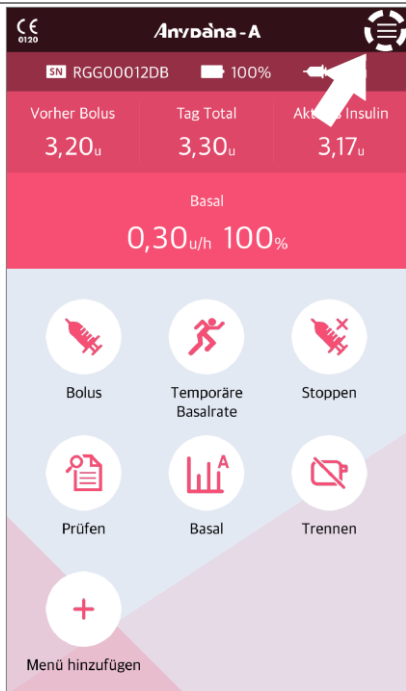 CE
0120
AnyDana-A
SN RGG00012DB 100%
Vorher Bolus Tag Total Insulin
3,20u 3,30u 3,17u
Basal
0,30u/h 100%
Bolus Temporäre Basalrate Stoppen
Prüfen Basal Trennen
Menü hinzufügen